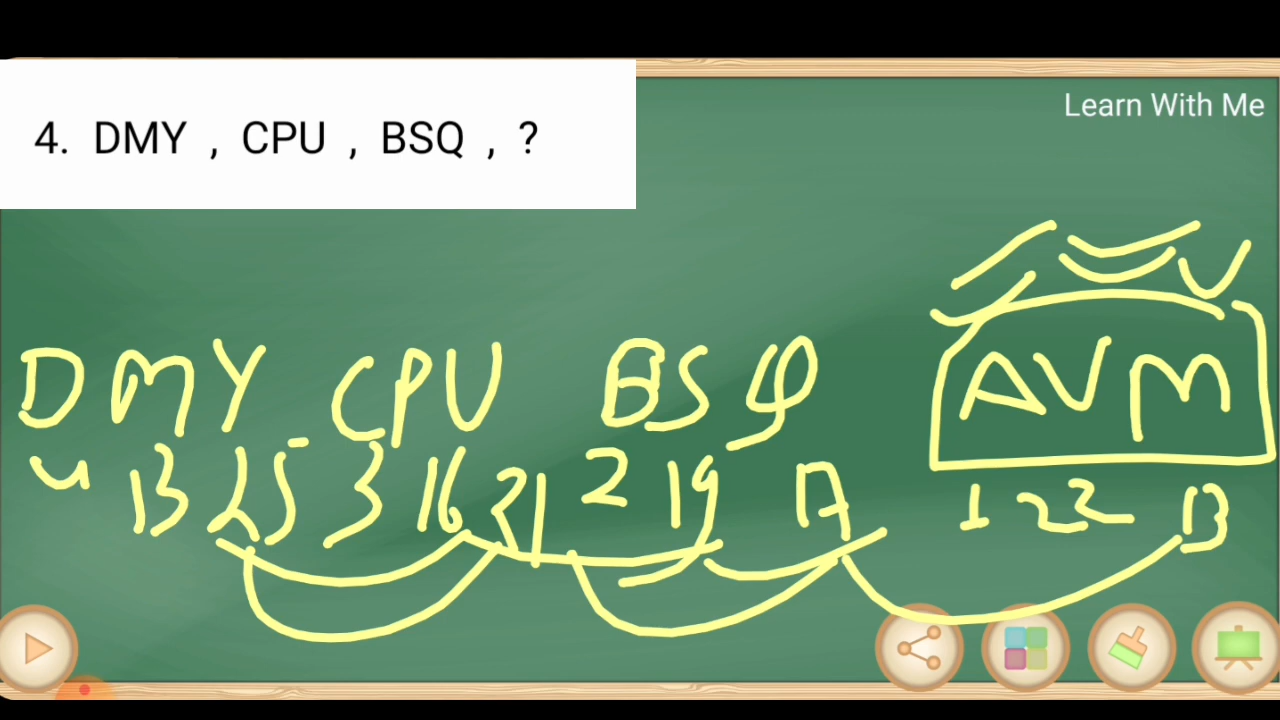 Learn With Me
4. DMY , CPU , BSQ , ?
DMY CPU BSQ AVM
4 13 25 3 16 21 2 19 17 1 22 13